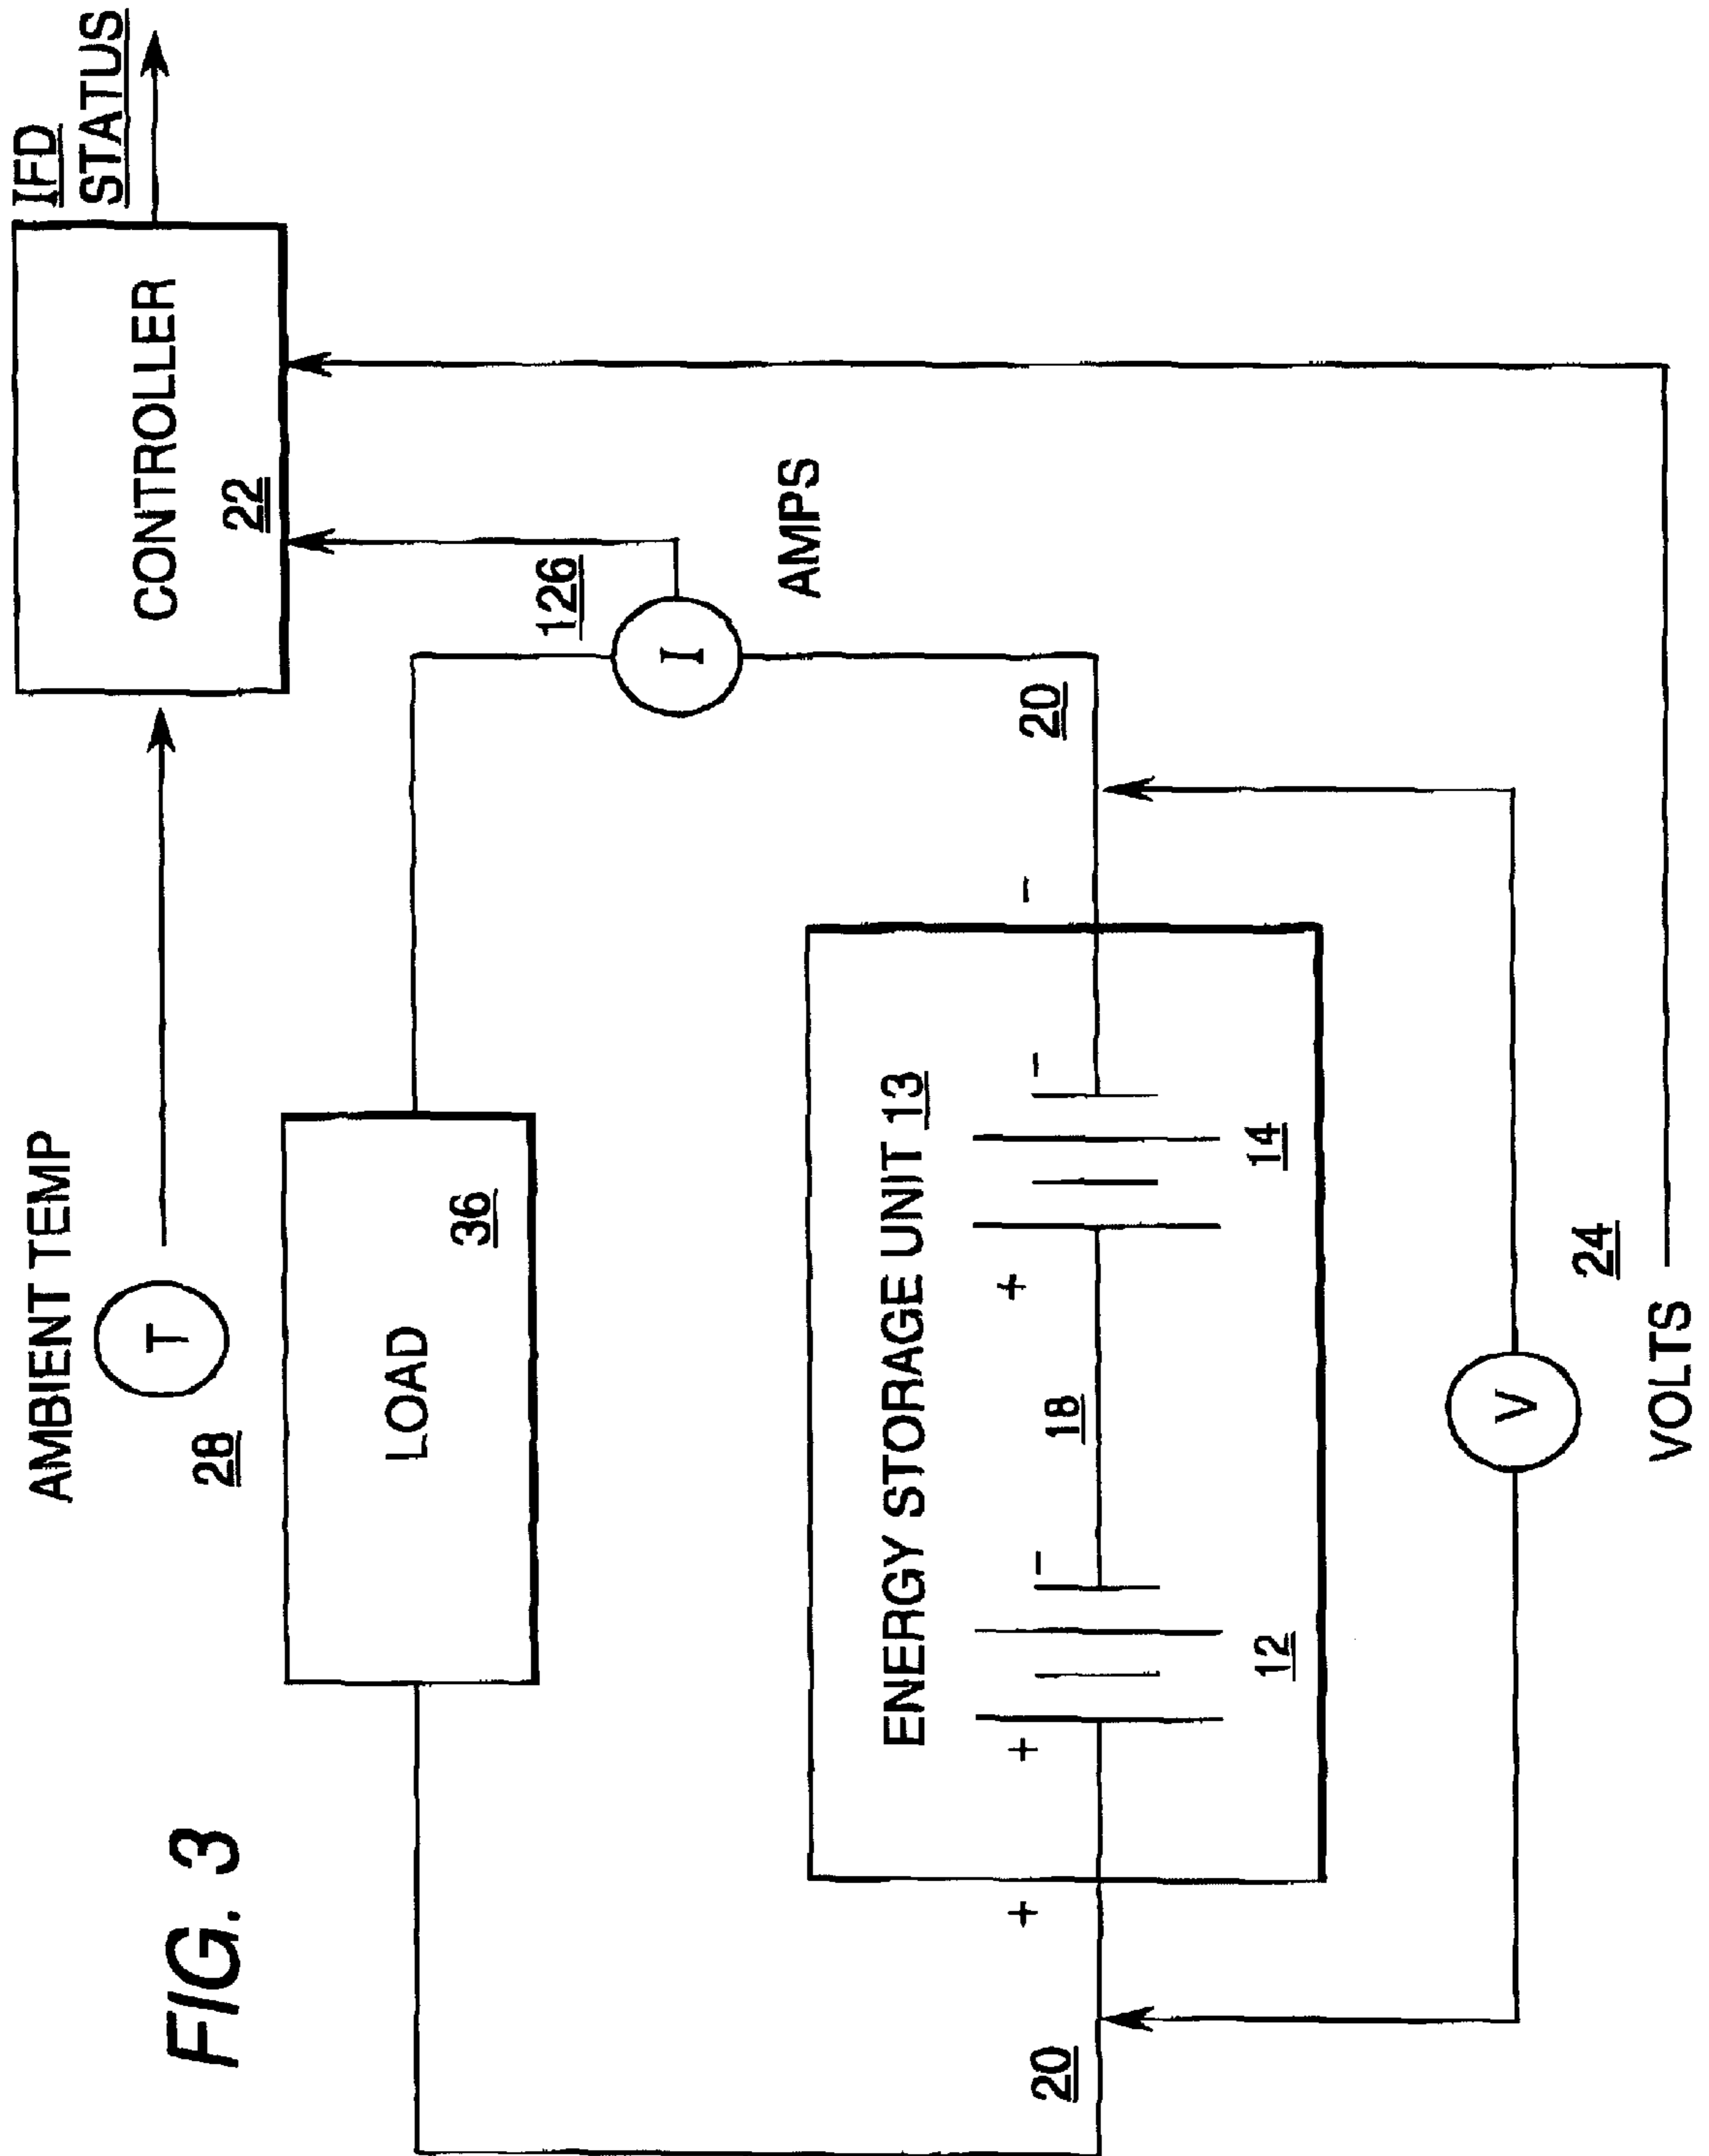 FIG. 3
AMBIENT TEMP
T
28
IFD
STATUS
CONTROLLER
22
LOAD
36
126
I
AMPS
20
ENERGY STORAGE UNIT 13
+
+
-
+
-
-
12
18
14
20
V
24
VOLTS